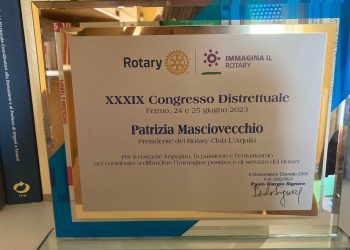 Rotary
IMMAGINA IL
ROTARY
XXXIX Congresso Distrettuale
Fermo, 24 e 25 giugno 2023
Patrizia Masciovecchio
Presidente del Rotary Club L'Aquila
Per il costante impegno, la passione e l'entusiasmo
nel contribuire a diffondere l'immagine positiva e di servizio del Rotary
Il Governatore Distretto 2090
A.R. 2022/2023
Paolo Giorgio Signore